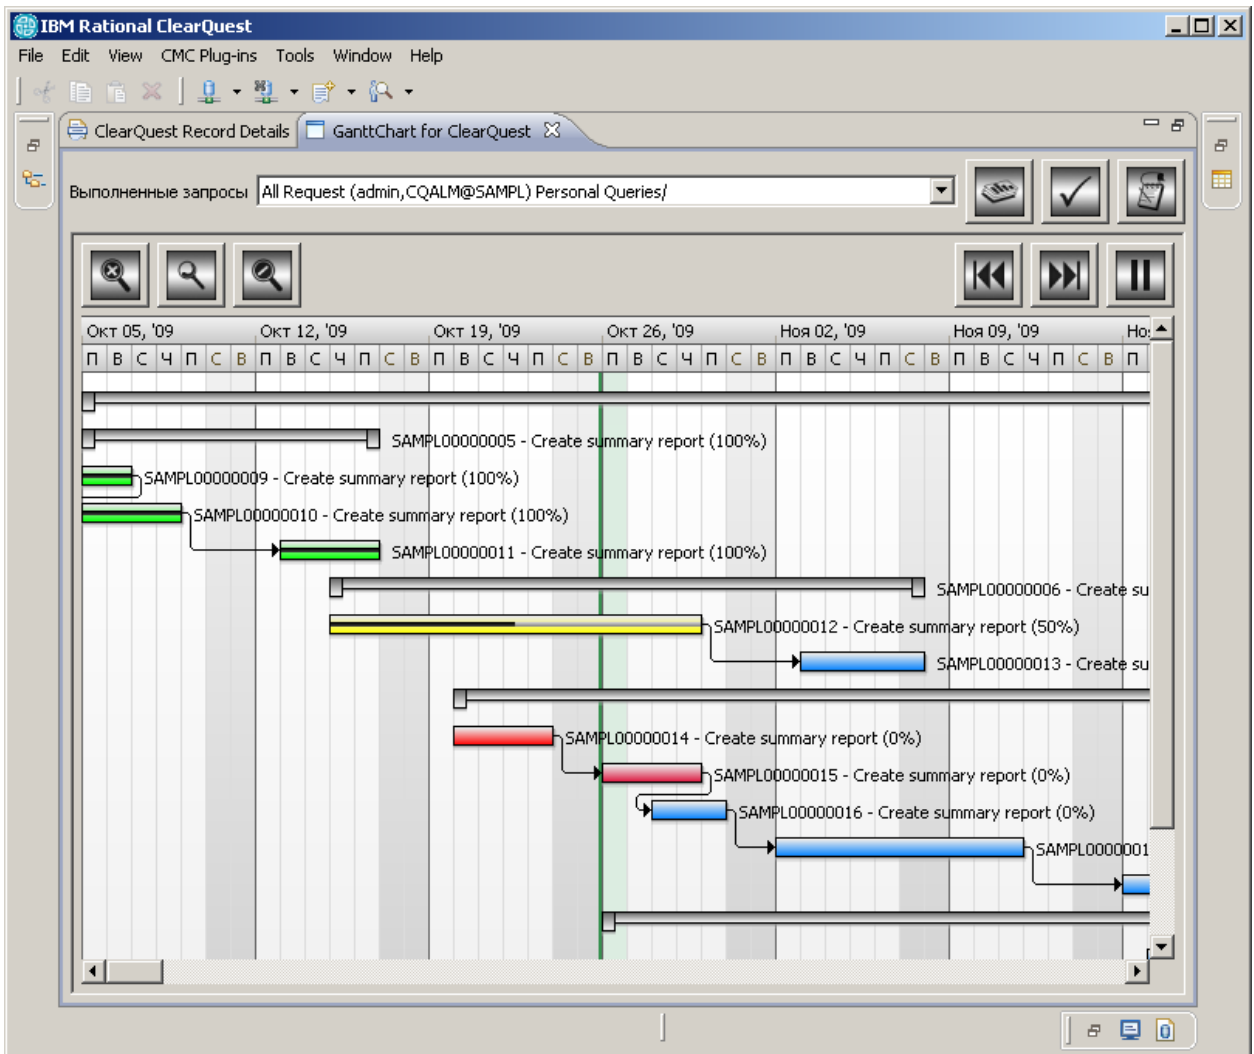 IBM Rational ClearQuest
File Edit View CMC Plug-ins Tools Window Help
ClearQuest Record Details GanttChart for ClearQuest
Выполненные запросы All Request (admin,CQALM@SAMPL) Personal Queries/
Окт 05, '09 Окт 12, '09 Окт 19, '09 Окт 26, '09 Ноя 02, '09 Ноя 09, '09 Ноя
П В С Ч П С В П В С Ч П С В П В С Ч П С В П В С Ч П С В П В С Ч П С В П В С Ч П С В П
SAMPL00000005 - Create summary report (100%)
SAMPL00000009 - Create summary report (100%)
SAMPL00000010 - Create summary report (100%)
SAMPL00000011 - Create summary report (100%)
SAMPL00000006 - Create su
SAMPL00000012 - Create summary report (50%)
SAMPL00000013 - Create su
SAMPL00000014 - Create summary report (0%)
SAMPL00000015 - Create summary report (0%)
SAMPL00000016 - Create summary report (0%)
SAMPL0000001